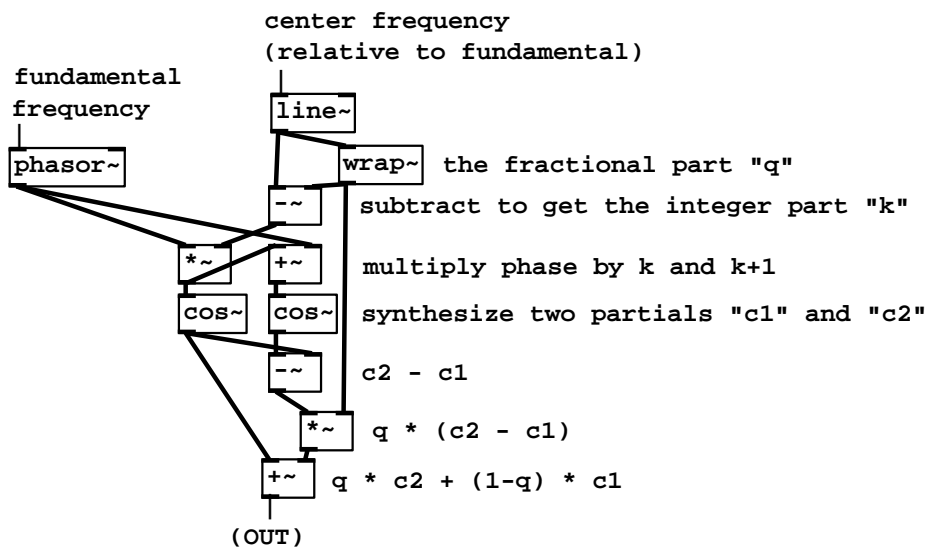 center frequency
(relative to fundamental)
fundamental
frequency
line~
phasor~
wrap~ the fractional part "q"
-~ subtract to get the integer part "k"
*~ +~ multiply phase by k and k+1
cos~ cos~ synthesize two partials "c1" and "c2"
-~ c2 - c1
*~ q * (c2 - c1)
+~ q * c2 + (1-q) * c1
(OUT)